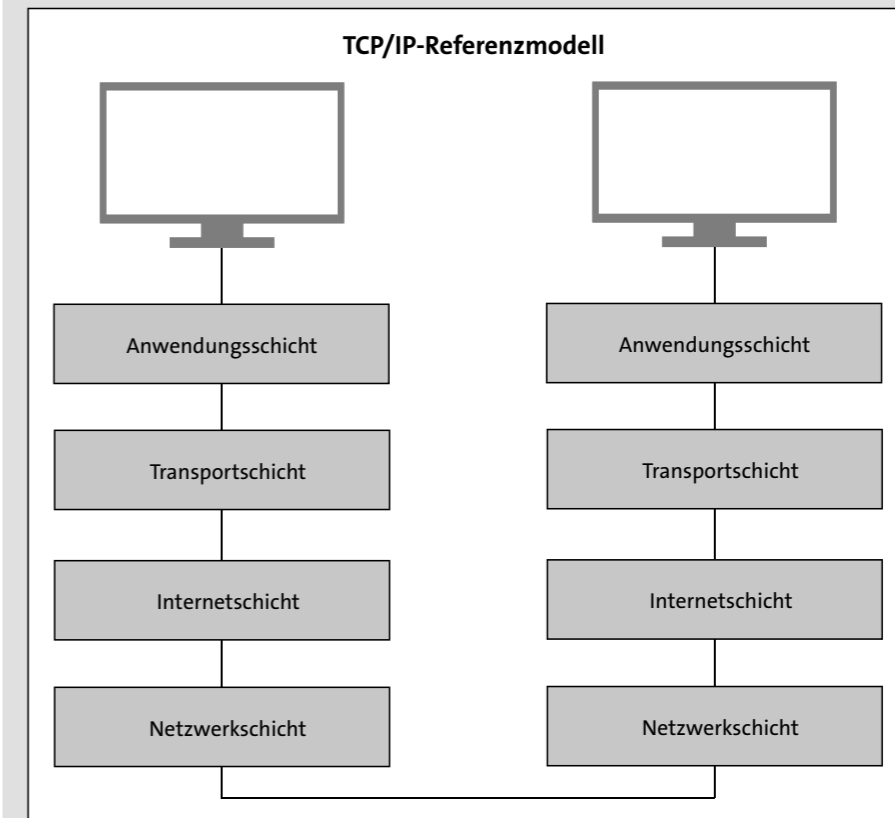 TCP/IP-Referenzmodell
Anwendungsschicht
Anwendungsschicht
Transportschicht
Transportschicht
Internetschicht
Internetschicht
Netzwerkschicht
Netzwerkschicht